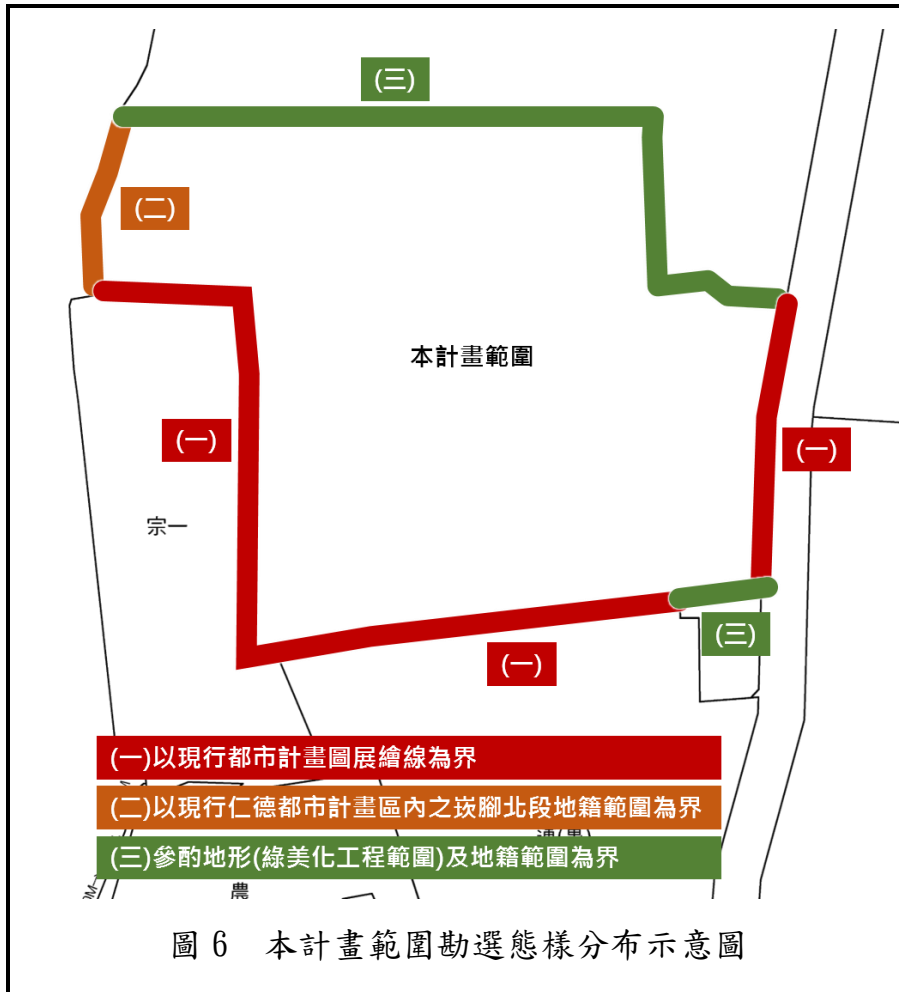 (三)
(二)
本計畫範圍
(一)
(一)
宗一
(三)
(一)
(一)以現行都市計畫圖展繪線為界
(二)以現行仁德都市計畫區內之崁腳北段地籍範圍為界
(三)參酌地形(綠美化工程範圍)及地籍範圍為界
農
圖 6 本計畫範圍勘選態樣分布示意圖